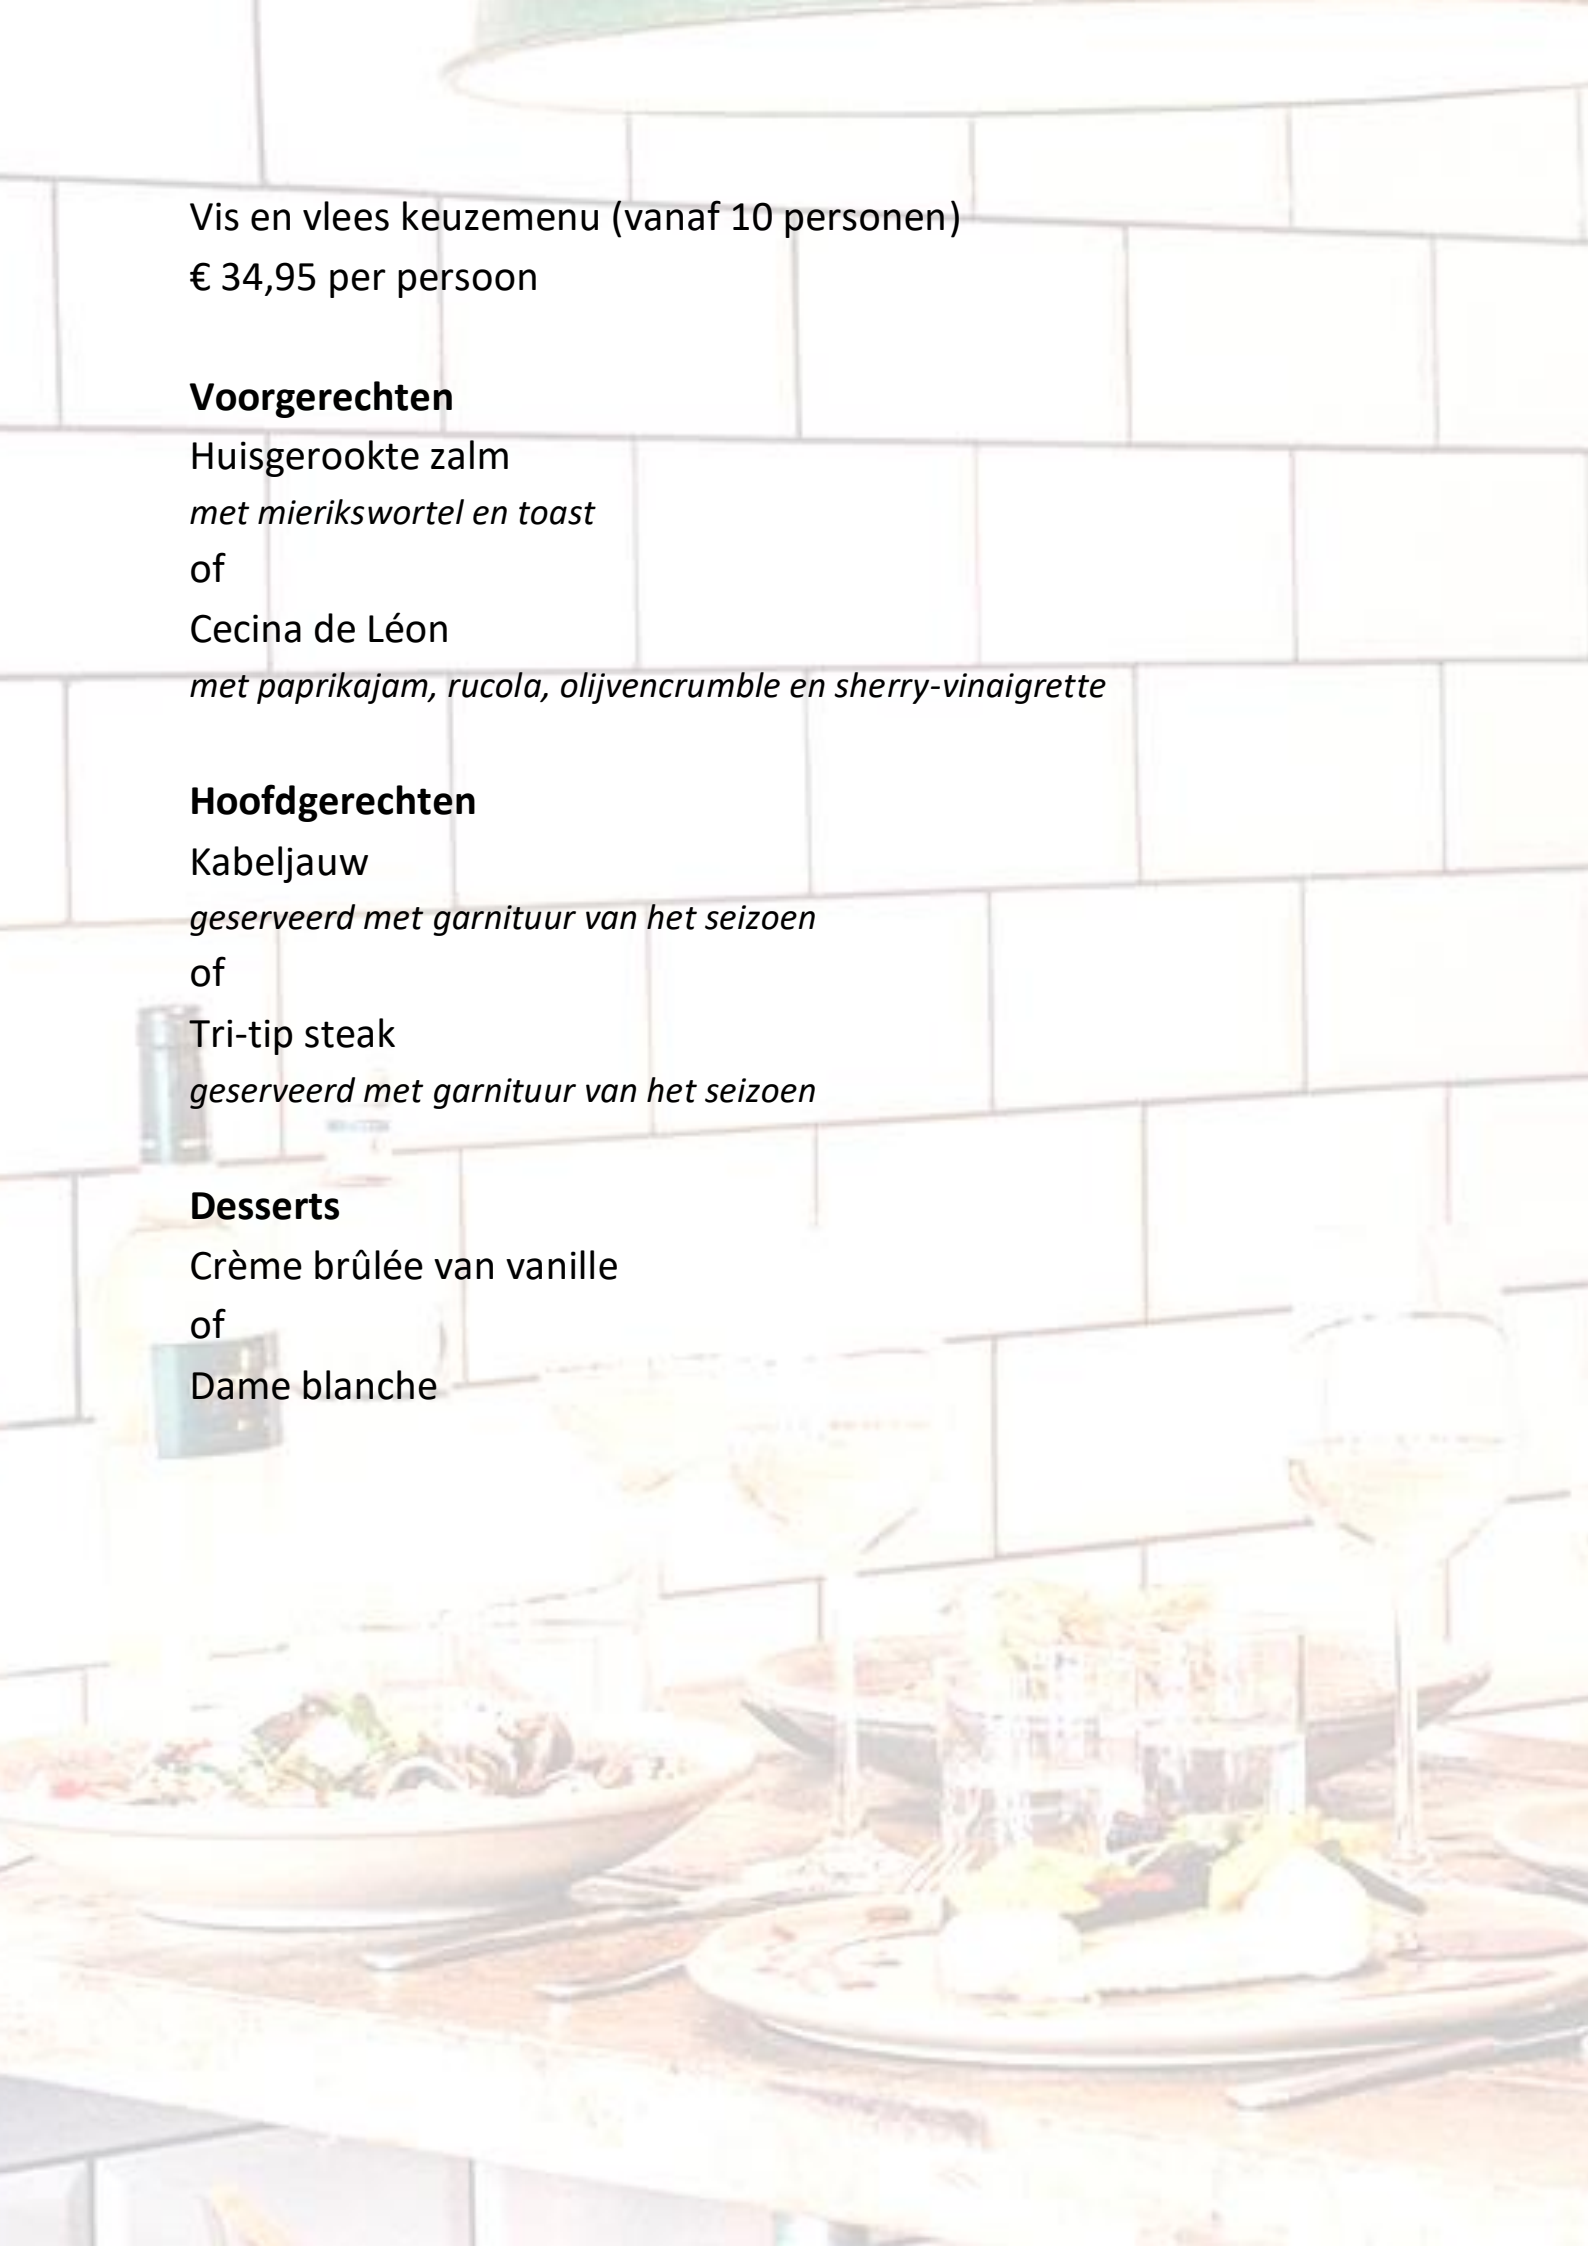 Vis en vlees keuzemenu (vanaf 10 personen)
€ 34,95 per persoon
Voorgerechten
Huisgerookte zalm
met mierikswortel en toast
of
Cecina de Léon
met paprikajam, rucola, olijvencrumble en sherry-vinaigrette
Hoofdgerechten
Kabeljauw
geserveerd met garnituur van het seizoen
of
Tri-tip steak
geserveerd met garnituur van het seizoen
Desserts
Crème brûlée van vanille
of
Dame blanche